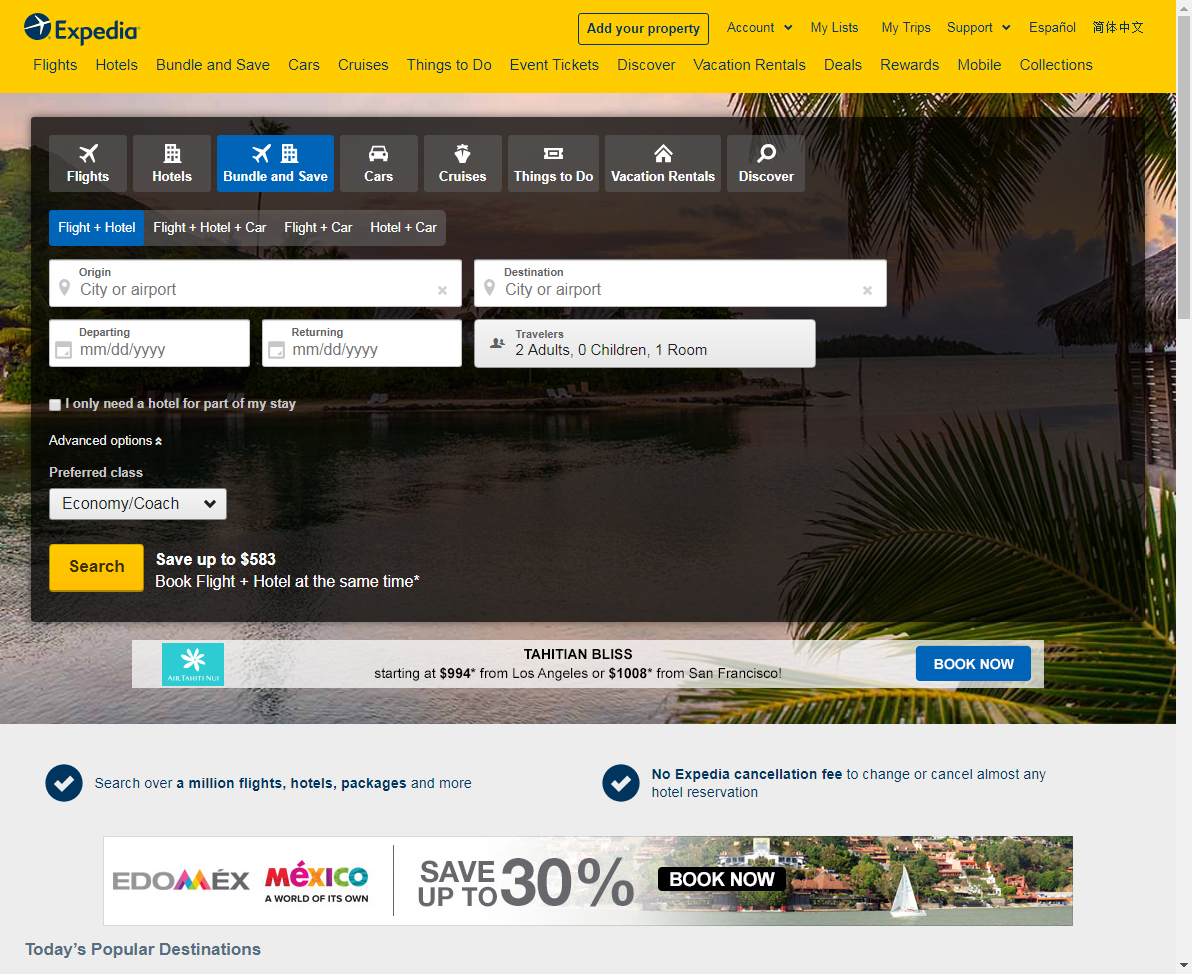 Expedia
Add your property
Account
My Lists
My Trips
Support
Español
简体中文
Flights
Hotels
Bundle and Save
Cars
Cruises
Things to Do
Event Tickets
Discover
Vacation Rentals
Deals
Rewards
Mobile
Collections
Flights
Hotels
Bundle and Save
Cars
Cruises
Things to Do
Vacation Rentals
Discover
Flight + Hotel
Flight + Hotel + Car
Flight + Car
Hotel + Car
Origin
City or airport
Destination
City or airport
Departing
mm/dd/yyyy
Returning
mm/dd/yyyy
Travelers
2 Adults, 0 Children, 1 Room
I only need a hotel for part of my stay
Advanced options
Preferred class
Economy/Coach
Search
Save up to $583
Book Flight + Hotel at the same time*
AIR TAHITI NUI
TAHITIAN BLISS
starting at $994* from Los Angeles or $1008* from San Francisco!
BOOK NOW
Search over a million flights, hotels, packages and more
No Expedia cancellation fee to change or cancel almost any
hotel reservation
EDOMÉX
MÉXICO
A WORLD OF ITS OWN
SAVE
UP TO 30%
BOOK NOW
Today’s Popular Destinations